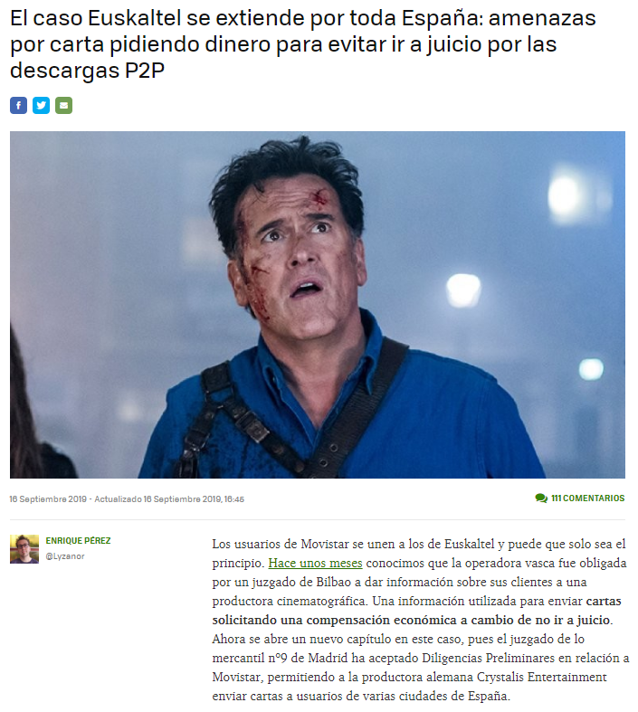 El caso Euskaltel se extiende por toda España: amenazas
por carta pidiendo dinero para evitar ir a juicio por las
descargas P2P
16 Septiembre 2019 - Actualizado 16 Septiembre 2019, 16:46
111 COMENTARIOS
ENRIQUE PÉREZ
@Lyzanor
Los usuarios de Movistar se unen a los de Euskaltel y puede que solo sea el
principio. Hace unos meses conocimos que la operadora vasca fue obligada
por un juzgado de Bilbao a dar información sobre sus clientes a una
productora cinematográfica. Una información utilizada para enviar cartas
solicitando una compensación económica a cambio de no ir a juicio.
Ahora se abre un nuevo capítulo en este caso, pues el juzgado de lo
mercantil nº9 de Madrid ha aceptado Diligencias Preliminares en relación a
Movistar, permitiendo a la productora alemana Crystalis Entertainment
enviar cartas a usuarios de varias ciudades de España.